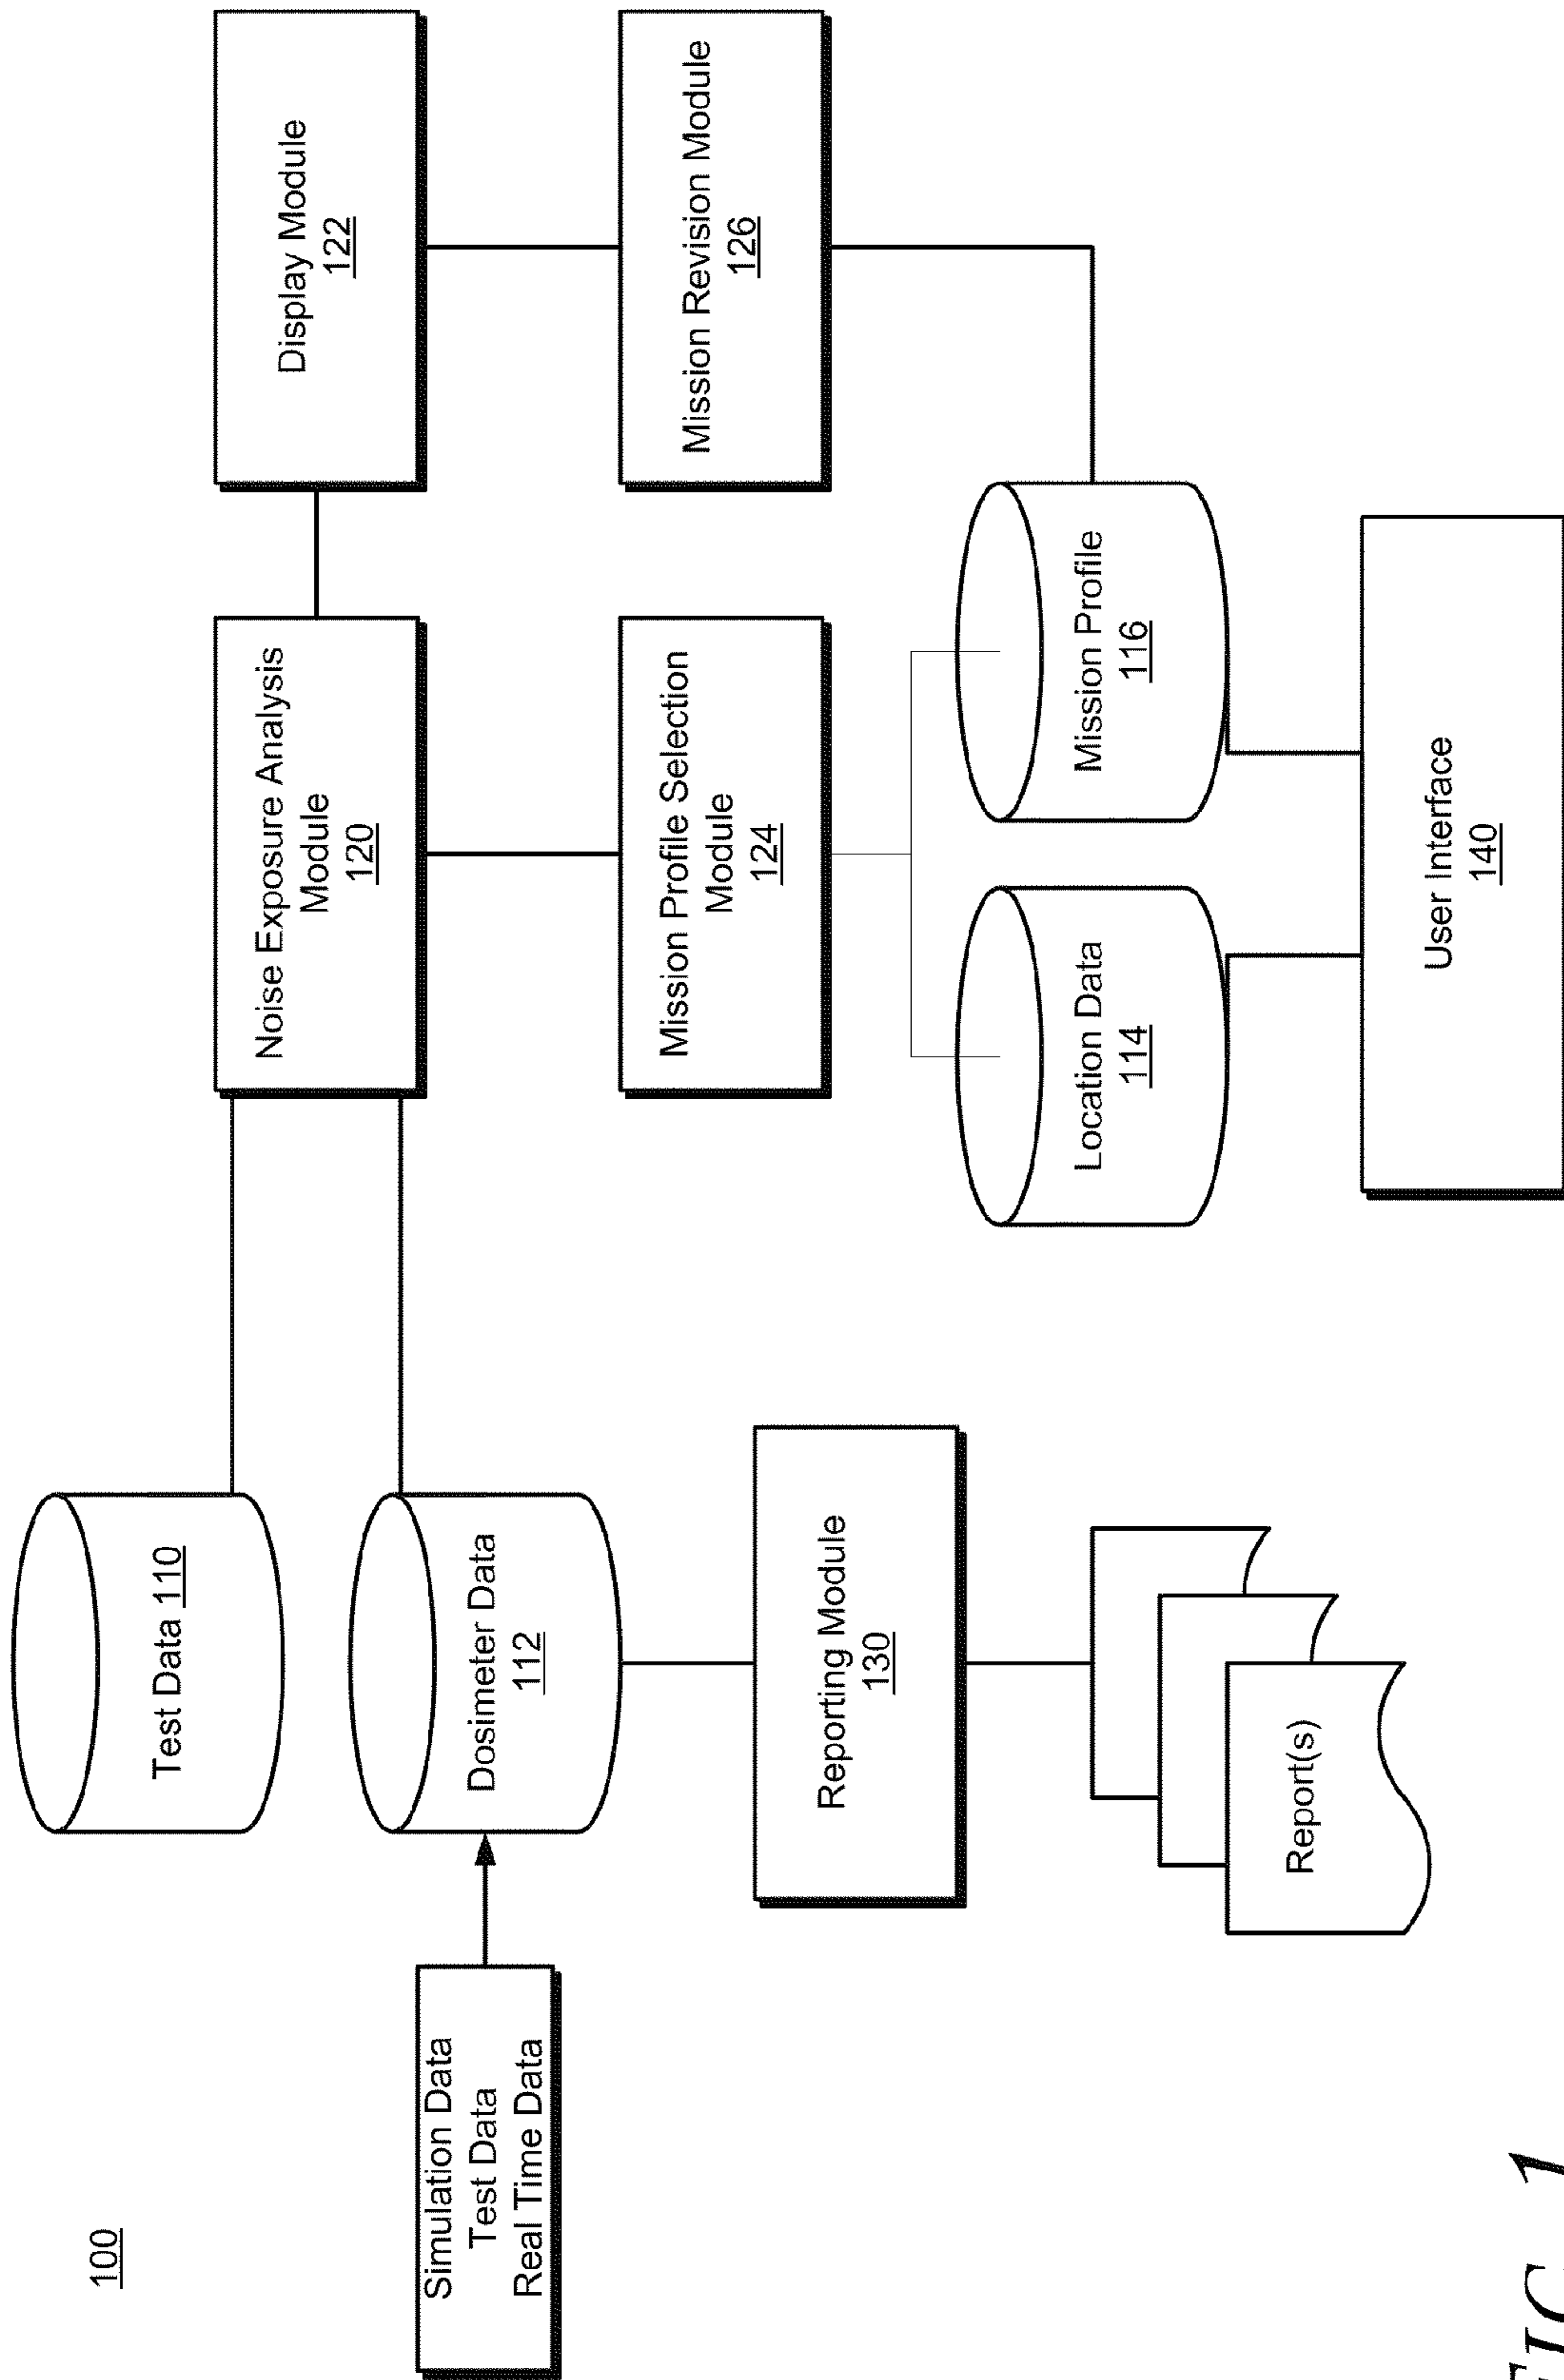 100
Test Data 110
Simulation Data
Test Data
Real Time Data
Dosimeter Data
112
Noise Exposure Analysis
Module
120
Display Module
122
Reporting Module
130
Mission Profile Selection
Module
124
Mission Revision Module
126
Report(s)
Location Data
114
Mission Profile
116
User Interface
140
FIG. 1